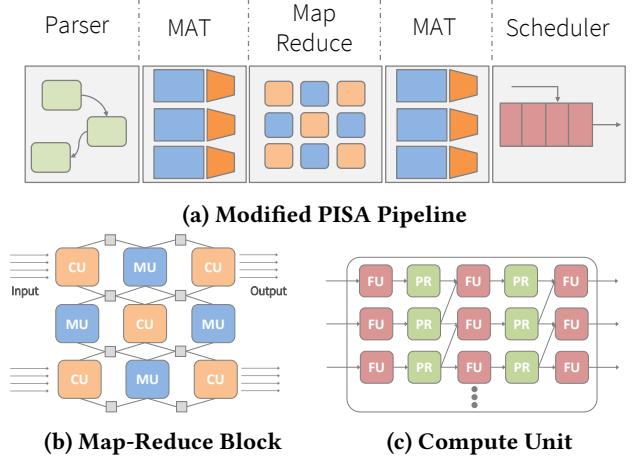 Parser MAT Map Reduce MAT Scheduler
(a) Modified PISA Pipeline
CU MU CU
Input Output
MU CU MU
CU MU CU
FU PR FU PR FU
FU PR FU PR FU
FU PR FU PR FU
(b) Map-Reduce Block
(c) Compute Unit